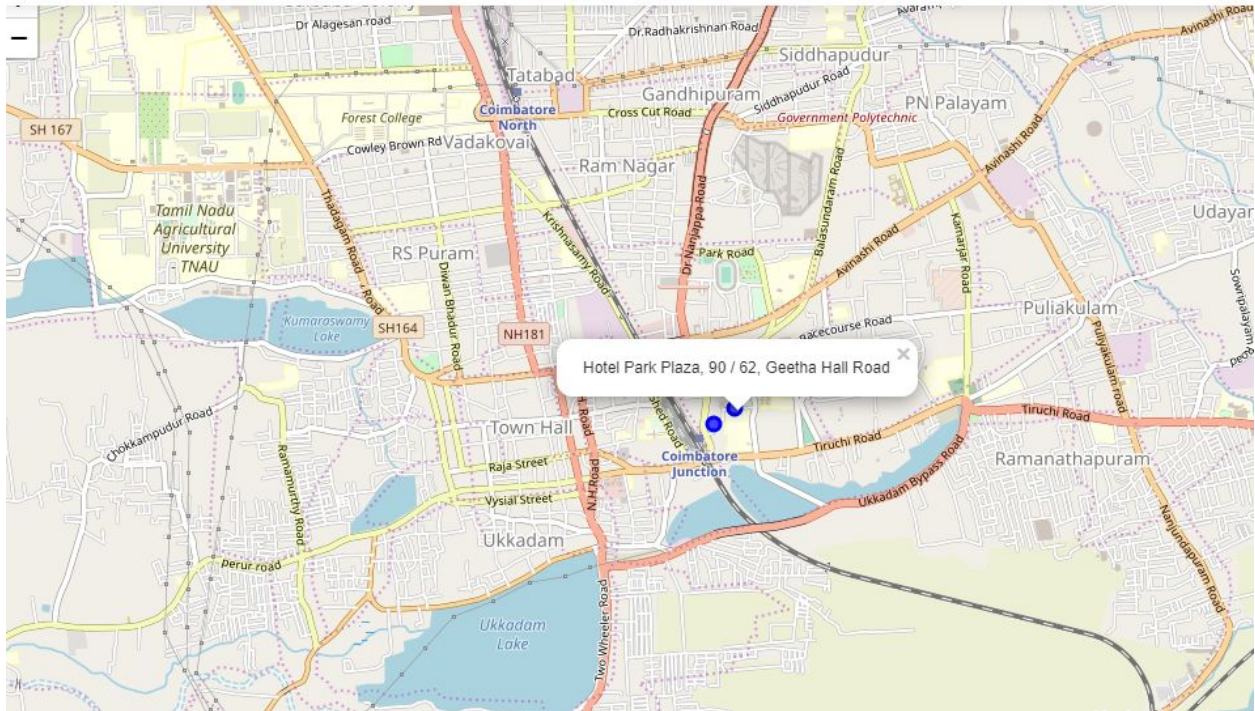 Dr Alagesan road
Dr.Radhakrishnan Road
Avinashi Road
Siddhapudur
Tatabad
Gandhipuram
Siddhapudur Road
PN Palayam
Coimbatore
North
Cross Cut Road
Government Polytechnic
Forest College
SH 167
Cowley Brown Rd
Vadakovai
Ram Nagar
Avinashi Road
Thadagam Road
Tamil Nadu
Agricultural
University
TNAU
Krishnasamy Road
Dr Nanjappa Road
Balasundaram Road
Kamarjar Road
RS Puram
Diwan Bhadur Road
Park Road
Avinashi Road
Road
Puliakulam
Sowripalayam
Kumaraswamy
Lake
SH164
NH181
Racecourse Road
Puliyakulam road
Hotel Park Plaza, 90 / 62, Geetha Hall Road
×
Chokkampudur Road
Ramamurthy Road
Town Hall
Road
Road
Tiruchi Road
Tiruchi Road
Coimbatore
Junction
Raja Street
Vysial Street
N.H.Road
Ukkadam Bypass Road
Ramanathapuram
Ukkadam
perur road
Nanjundapuram Road
Ukkadam
Lake
Two Wheeler Road
−